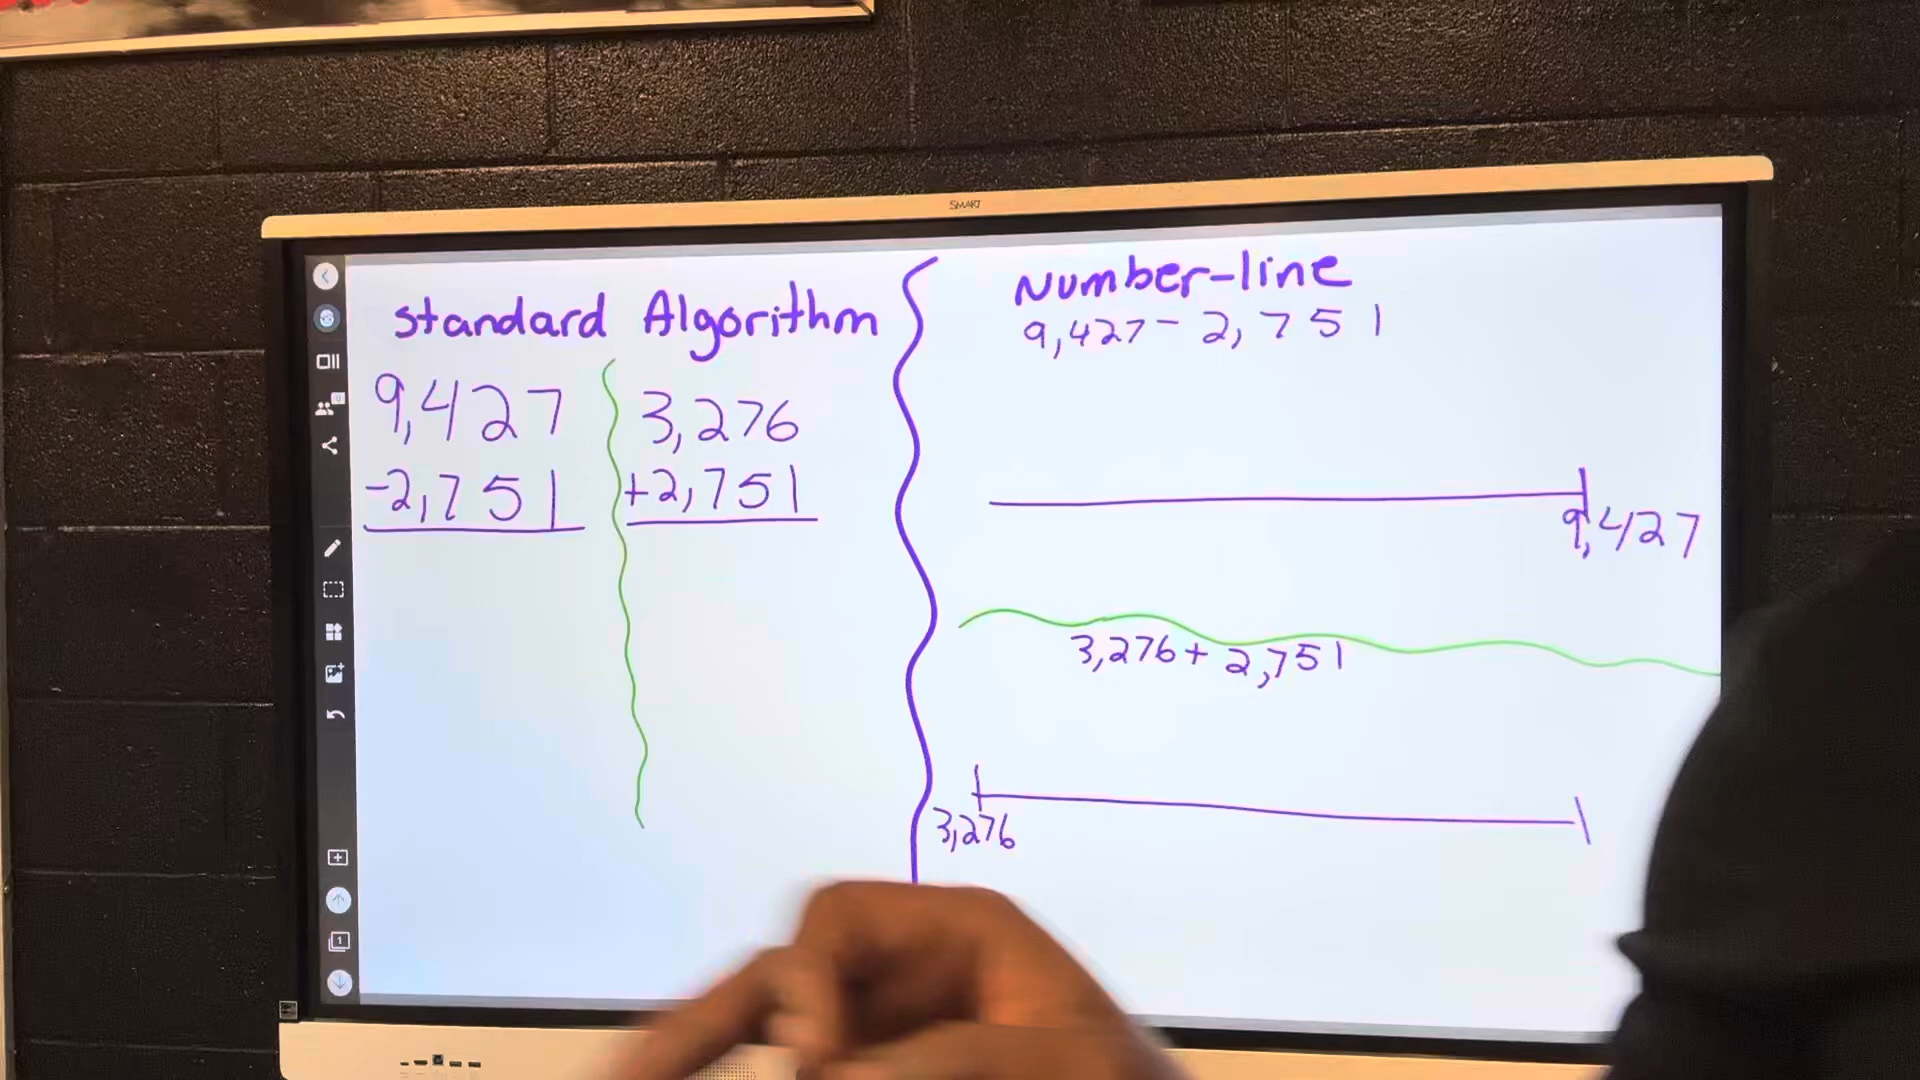 SMART
standard Algorithm
9,427
-2,751
3,276
+2,751
Number-line
9,427-2,751
9,427
3,276+2,751
3,276